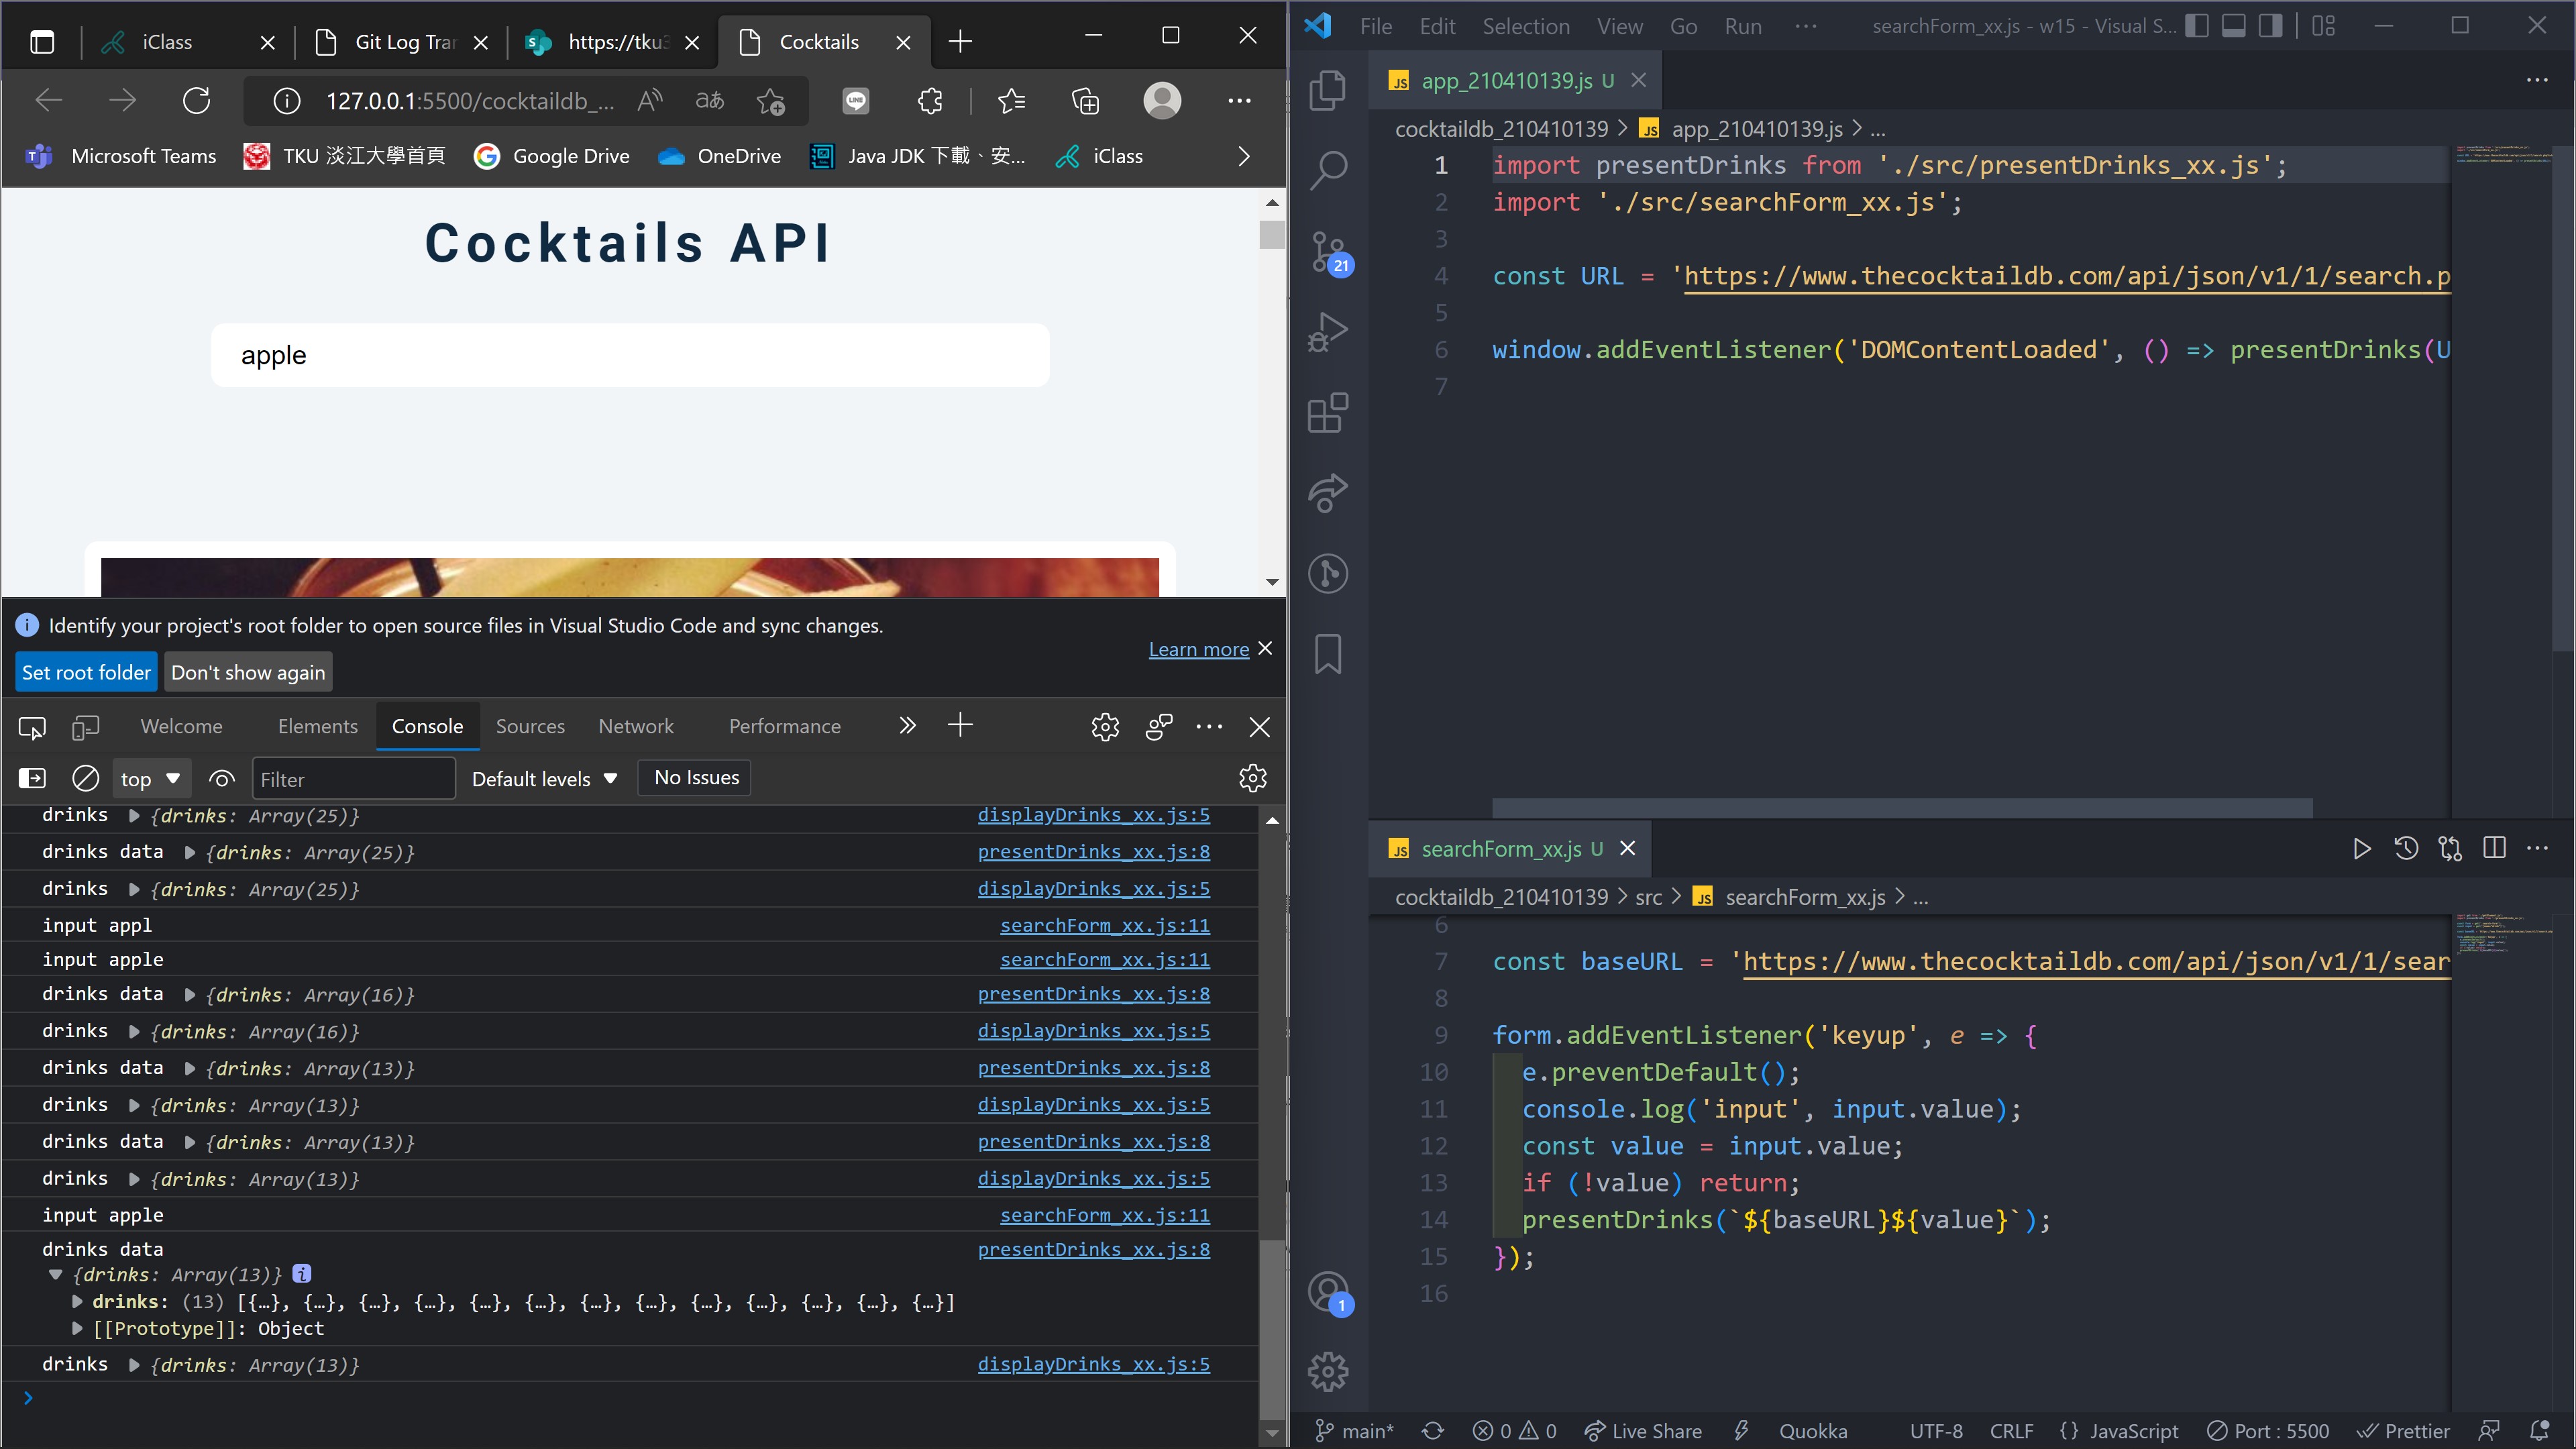 iClass
Git Log Tra
https://tku
Cocktails
127.0.0.1:5500/cocktaildb_...
Microsoft Teams
TKU 淡江大學首頁
Google Drive
OneDrive
Java JDK 下載、安...
iClass
Cocktails API
apple
Identify your project's root folder to open source files in Visual Studio Code and sync changes.
Learn more
Set root folder
Don't show again
Welcome
Elements
Console
Sources
Network
Performance
top
Filter
Default levels
No Issues
drinks {drinks: Array(25)} displayDrinks_xx.js:5
drinks data {drinks: Array(25)} presentDrinks_xx.js:8
drinks {drinks: Array(25)} displayDrinks_xx.js:5
input appl searchForm_xx.js:11
input apple searchForm_xx.js:11
drinks data {drinks: Array(16)} presentDrinks_xx.js:8
drinks {drinks: Array(16)} displayDrinks_xx.js:5
drinks data {drinks: Array(13)} presentDrinks_xx.js:8
drinks {drinks: Array(13)} displayDrinks_xx.js:5
drinks data {drinks: Array(13)} presentDrinks_xx.js:8
drinks {drinks: Array(13)} displayDrinks_xx.js:5
input apple searchForm_xx.js:11
drinks data presentDrinks_xx.js:8
{drinks: Array(13)}
drinks: (13) [{…}, {…}, {…}, {…}, {…}, {…}, {…}, {…}, {…}, {…}, {…}, {…}, {…}]
[[Prototype]]: Object
drinks {drinks: Array(13)} displayDrinks_xx.js:5
File Edit Selection View Go Run ... searchForm_xx.js - w15 - Visual S...
21
1
JS app_210410139.js U
cocktaildb_210410139 > JS app_210410139.js > ...
1 import presentDrinks from './src/presentDrinks_xx.js';
2 import './src/searchForm_xx.js';
3
4 const URL = 'https://www.thecocktaildb.com/api/json/v1/1/search.p
5
6 window.addEventListener('DOMContentLoaded', () => presentDrinks(U
7
JS searchForm_xx.js U
cocktaildb_210410139 > src > JS searchForm_xx.js > ...
6
7 const baseURL = 'https://www.thecocktaildb.com/api/json/v1/1/sear
8
9 form.addEventListener('keyup', e => {
10 e.preventDefault();
11 console.log('input', input.value);
12 const value = input.value;
13 if (!value) return;
14 presentDrinks(`${baseURL}${value}`);
15 });
16
main* 0 0 Live Share Quokka UTF-8 CRLF {} JavaScript Port : 5500 Prettier